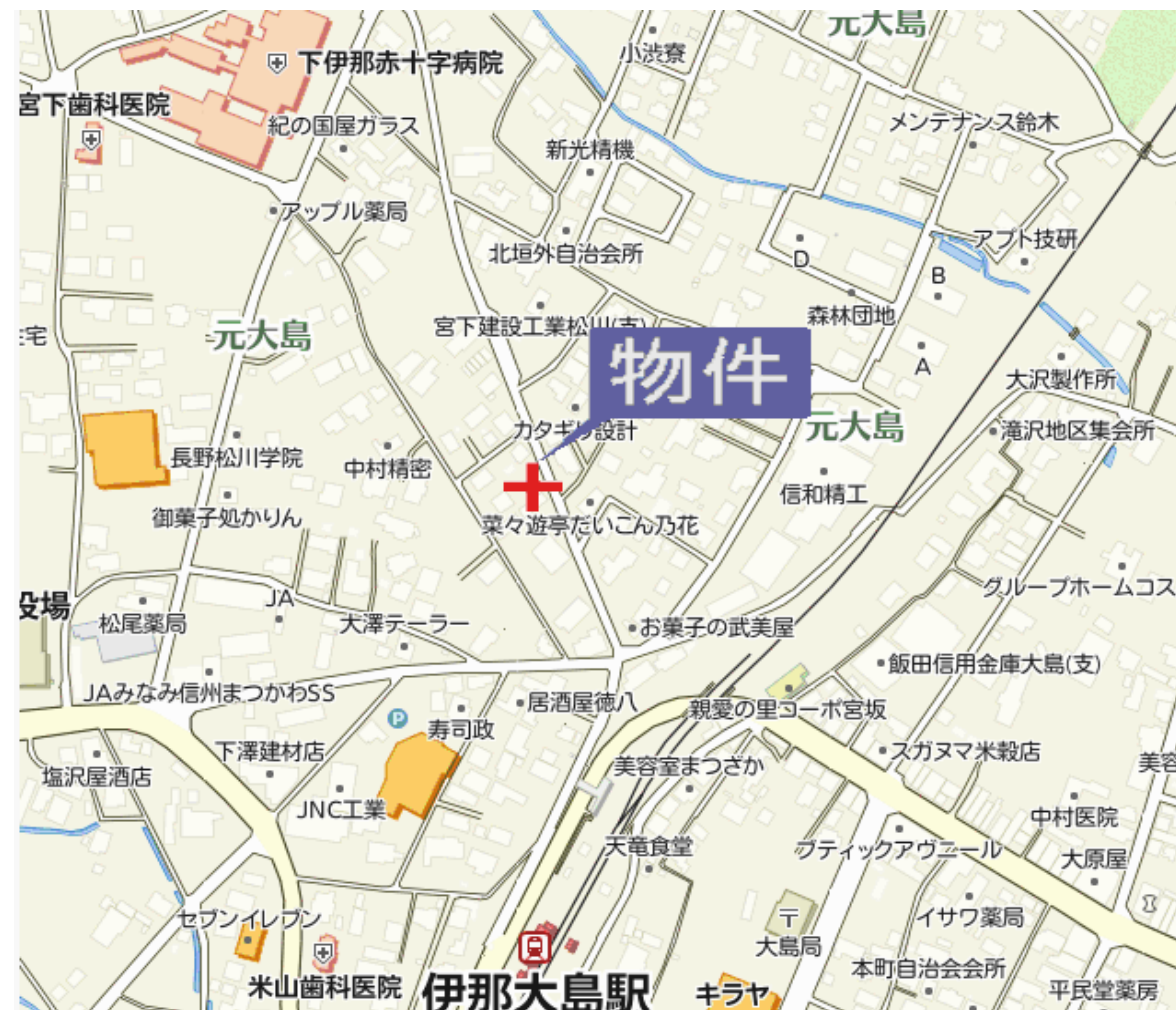 元大島
小渋寮
下伊那赤十字病院
宮下歯科医院
紀の国屋ガラス
メンテナンス鈴木
新光精機
アップル薬局
北垣外自治会所
アプト技研
D
B
森林団地
宮下建設工業松川(支)
元大島
物件
A
大沢製作所
カタギリ設計
元大島
滝沢地区集会所
長野松川学院
中村精密
信和精工
御菓子処かりん
菜々遊亭だいこん乃花
グループホームコス
役場
JA
松尾薬局
大澤テーラー
お菓子の武美屋
飯田信用金庫大島(支)
JAみなみ信州まつかわSS
居酒屋徳八
親愛の里コーポ宮坂
P
寿司政
下澤建材店
スガヌマ米穀店
塩沢屋酒店
美容室まつざか
JNC工業
中村医院
天竜食堂
ブティックアヴニール
大原屋
セブンイレブン
〒
大島局
イサワ薬局
本町自治会会所
米山歯科医院
伊那大島駅
キラヤ
平民堂薬房